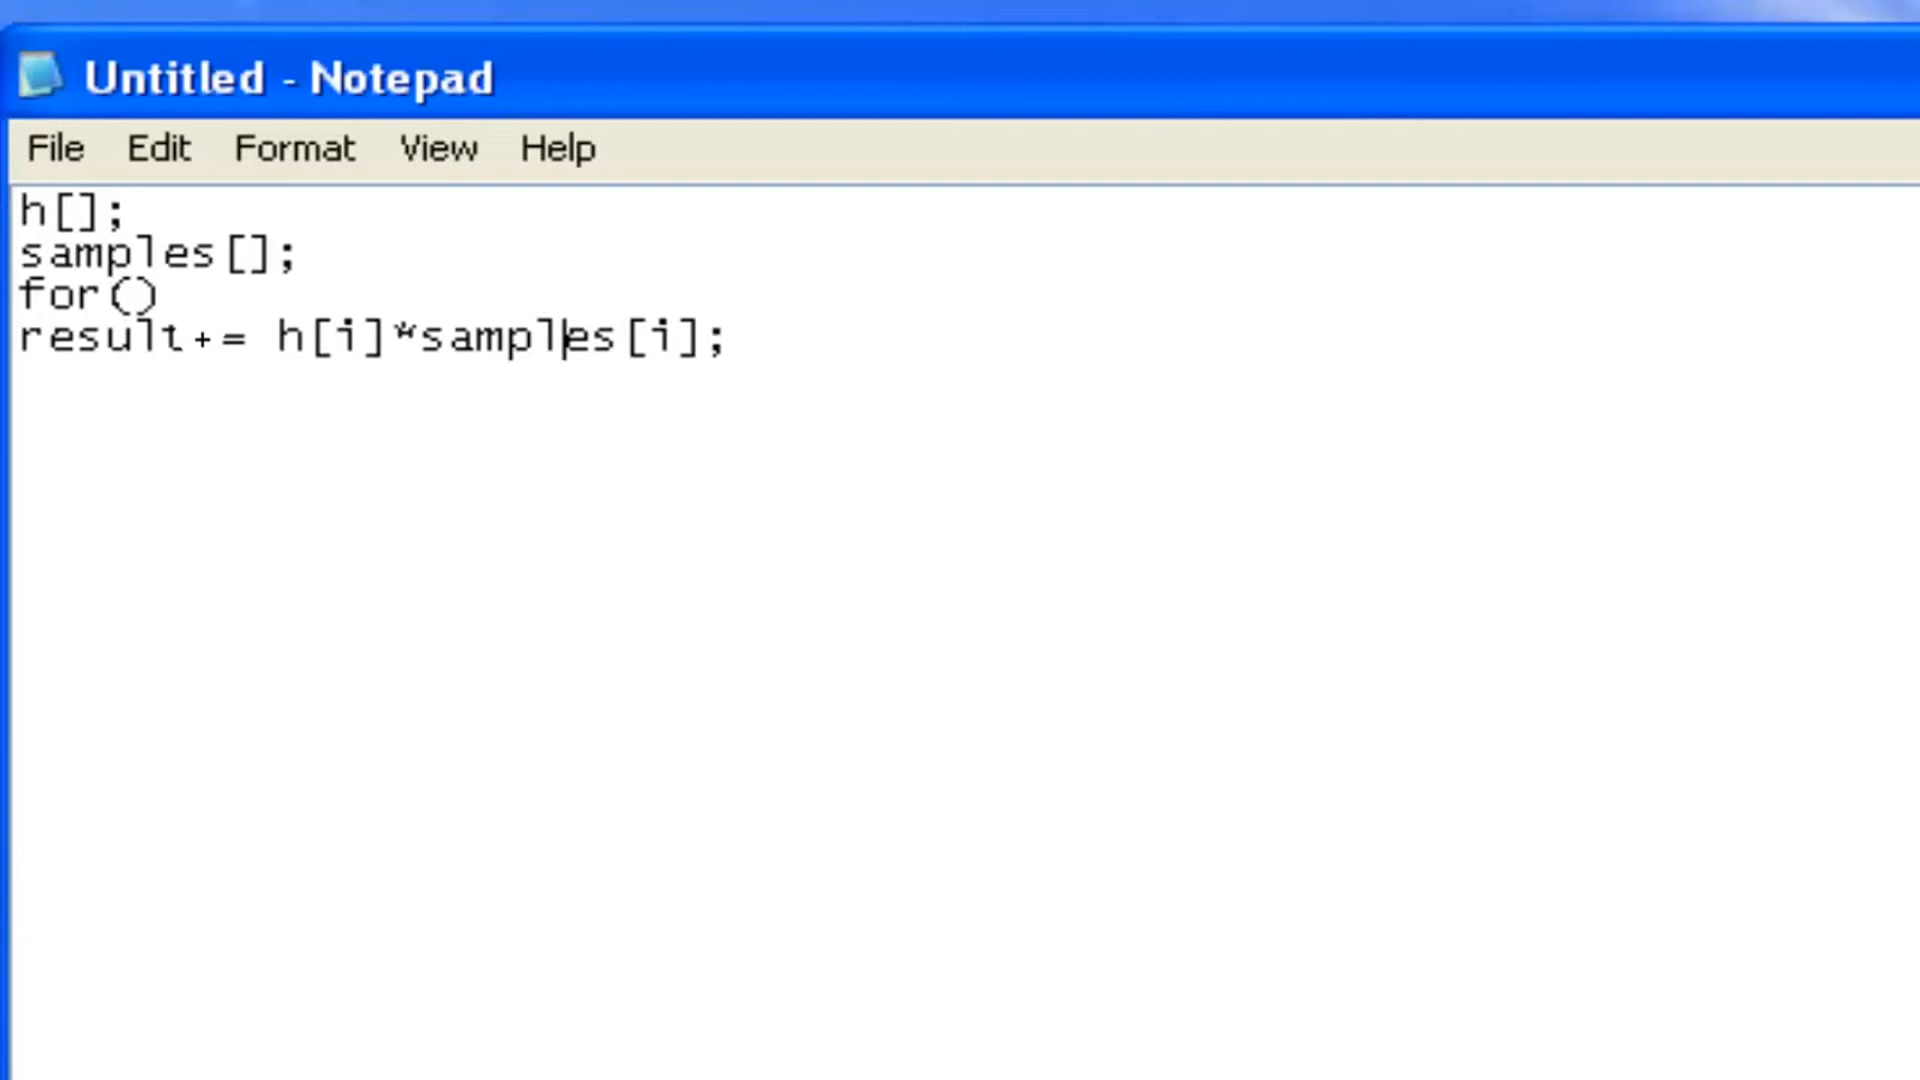 Untitled - Notepad
File Edit Format View Help
h[];
samples[];
for()
result+= h[i]*samples[i];